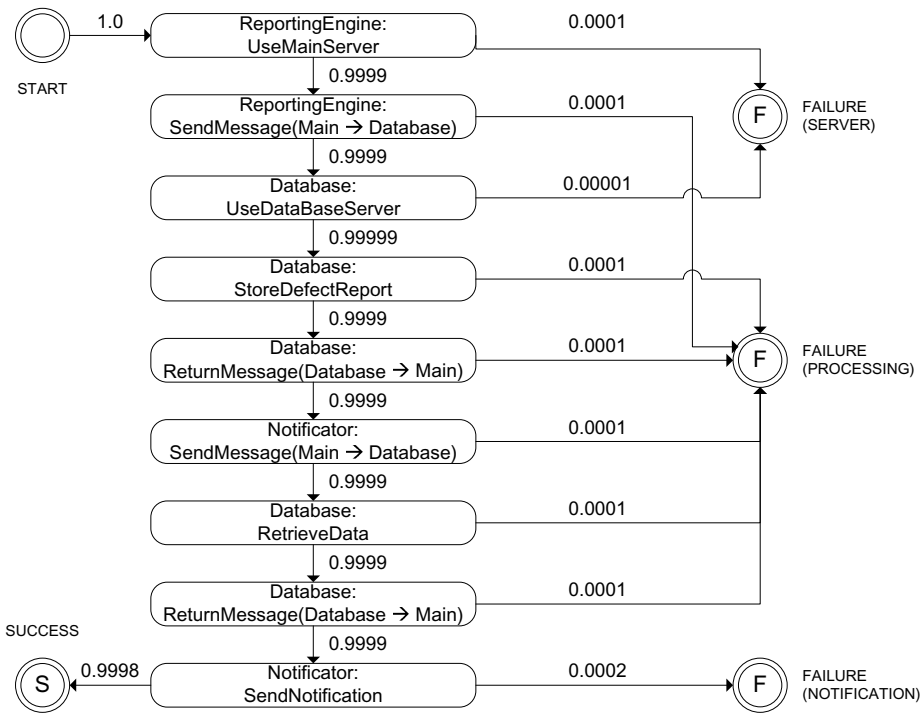 1.0
ReportingEngine:
UseMainServer
0.0001
START
0.9999
ReportingEngine:
SendMessage(Main → Database)
0.0001
F
FAILURE
(SERVER)
0.9999
Database:
UseDataBaseServer
0.00001
0.99999
Database:
StoreDefectReport
0.0001
0.9999
Database:
ReturnMessage(Database → Main)
0.0001
F
FAILURE
(PROCESSING)
0.9999
Notificator:
SendMessage(Main → Database)
0.0001
0.9999
Database:
RetrieveData
0.0001
0.9999
Database:
ReturnMessage(Database → Main)
0.0001
0.9999
SUCCESS
S
0.9998
Notificator:
SendNotification
0.0002
F
FAILURE
(NOTIFICATION)